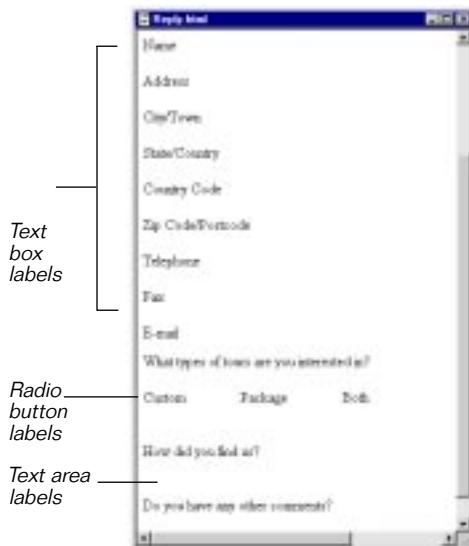 Reply html
Name
Address
City/Town
State/Country
Country Code
Zip Code/Postcode
Telephone
Fax
E-mail
What types of tours are you interested in?
Custom Package Both
How did you find us?
Do you have any other comments?
Text
box
labels
Radio
button
labels
Text area
labels